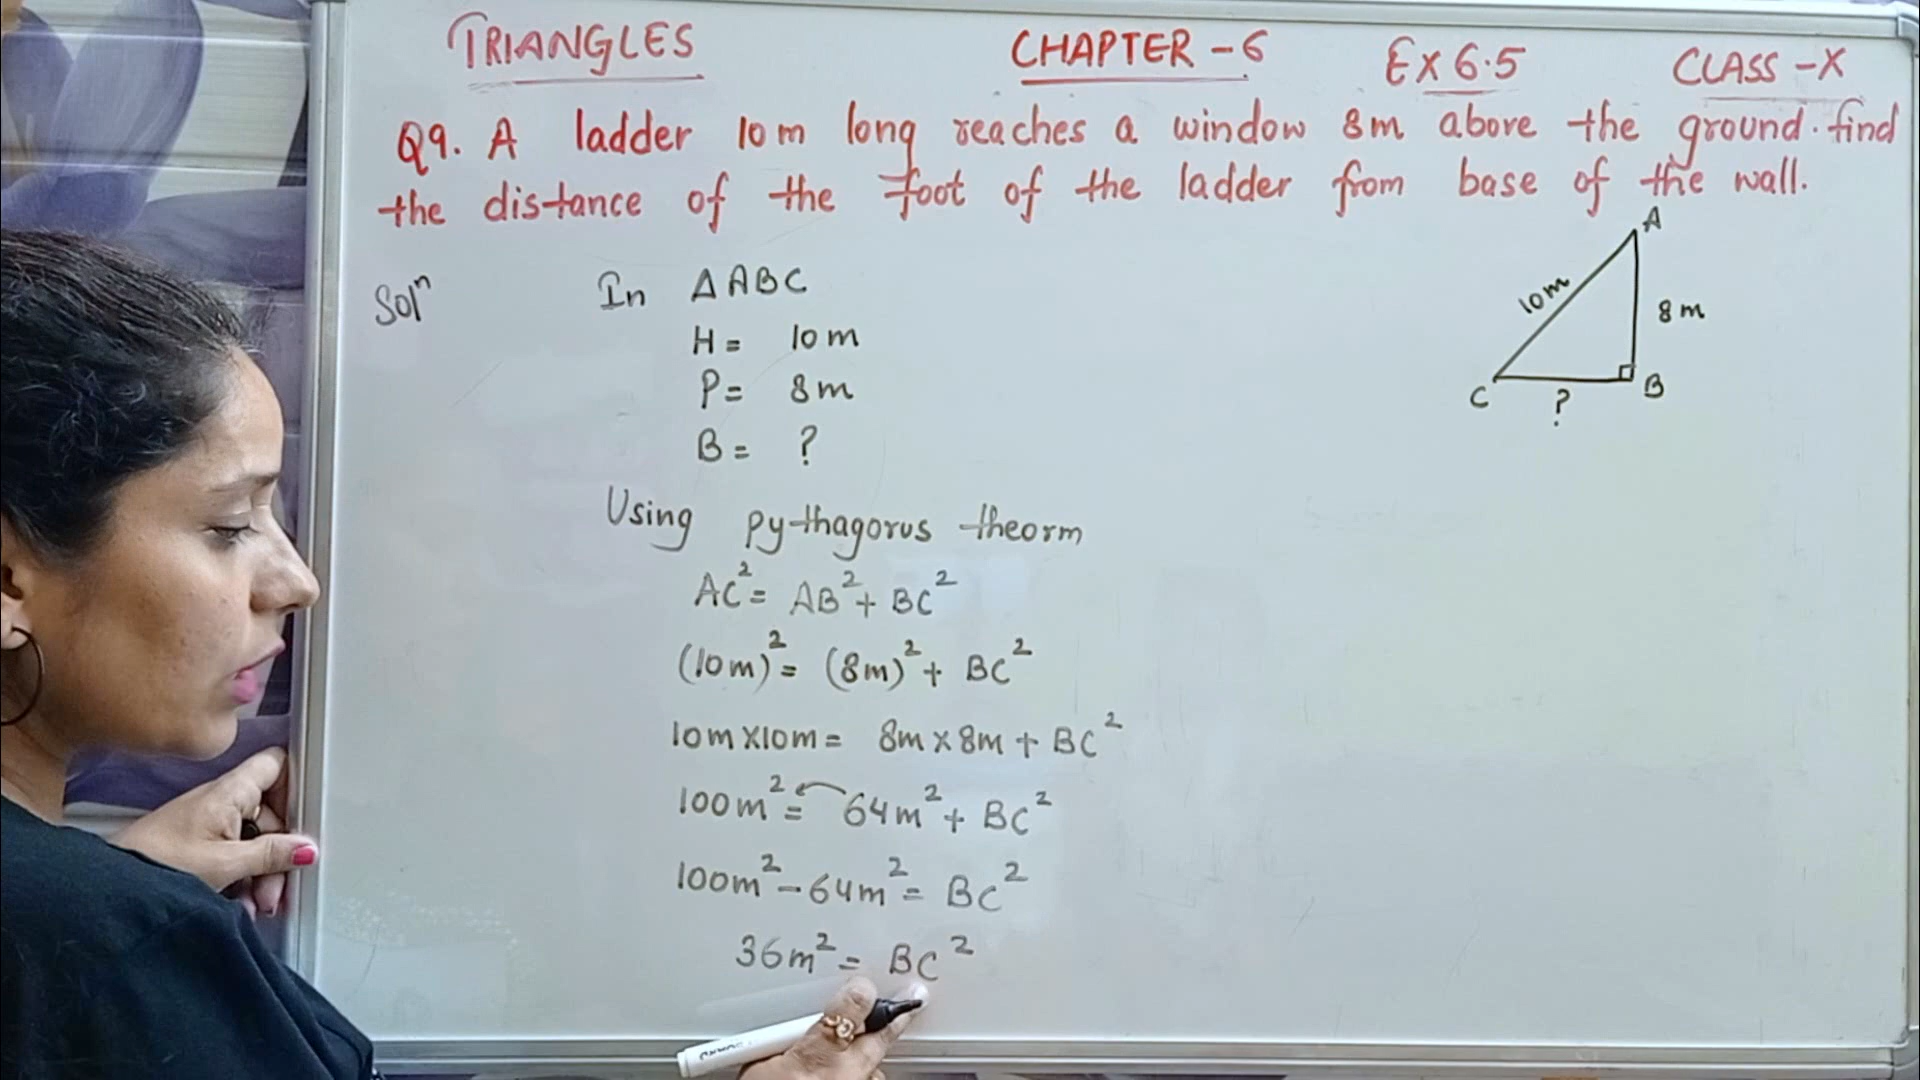 TRIANGLES CHAPTER - 6 EX 6.5 CLASS - X
Q9. A ladder 10m long reaches a window 8m above the ground. find
the distance of the foot of the ladder from base of the wall.
A
10m
8m
C
?
B
Solⁿ In ΔABC
H = 10m
P = 8m
B = ?
Using pythagorus theorm
AC² = AB² + BC²
(10m)² = (8m)² + BC²
10m×10m = 8m×8m + BC²
100m² = 64m² + BC²
100m² - 64m² = BC²
36m² = BC²